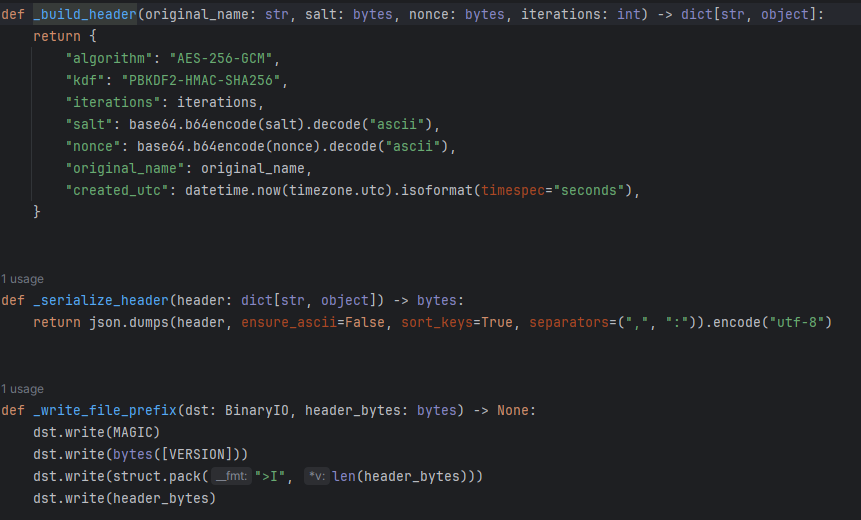 def _build_header(original_name: str, salt: bytes, nonce: bytes, iterations: int) -> dict[str, object]:
    return {
        "algorithm": "AES-256-GCM",
        "kdf": "PBKDF2-HMAC-SHA256",
        "iterations": iterations,
        "salt": base64.b64encode(salt).decode("ascii"),
        "nonce": base64.b64encode(nonce).decode("ascii"),
        "original_name": original_name,
        "created_utc": datetime.now(timezone.utc).isoformat(timespec="seconds"),
    }
1 usage
def _serialize_header(header: dict[str, object]) -> bytes:
    return json.dumps(header, ensure_ascii=False, sort_keys=True, separators=(",", ":")).encode("utf-8")
1 usage
def _write_file_prefix(dst: BinaryIO, header_bytes: bytes) -> None:
    dst.write(MAGIC)
    dst.write(bytes([VERSION]))
    dst.write(struct.pack( __fmt: ">I", *v: len(header_bytes)))
    dst.write(header_bytes)